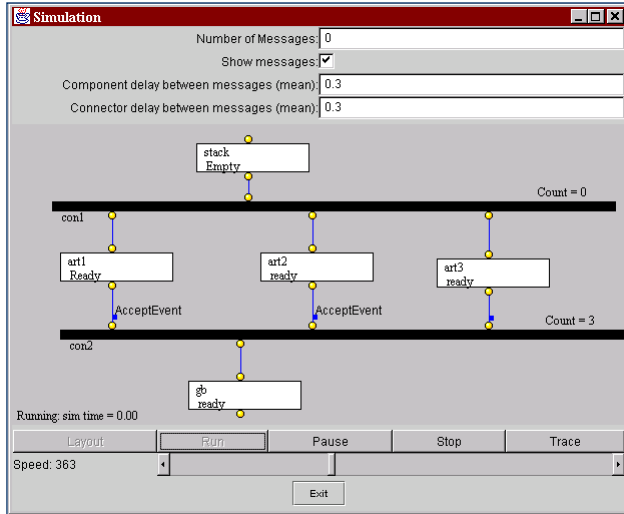 Simulation
Number of Messages: 0
Show messages:
Component delay between messages (mean): 0.3
Connector delay between messages (mean): 0.3
stack
Empty
Count = 0
con1
art1
Ready
art2
ready
art3
ready
AcceptEvent
AcceptEvent
Count = 3
con2
gb
ready
Running: sim time = 0.00
Layout Run Pause Stop Trace
Speed: 363
Exit